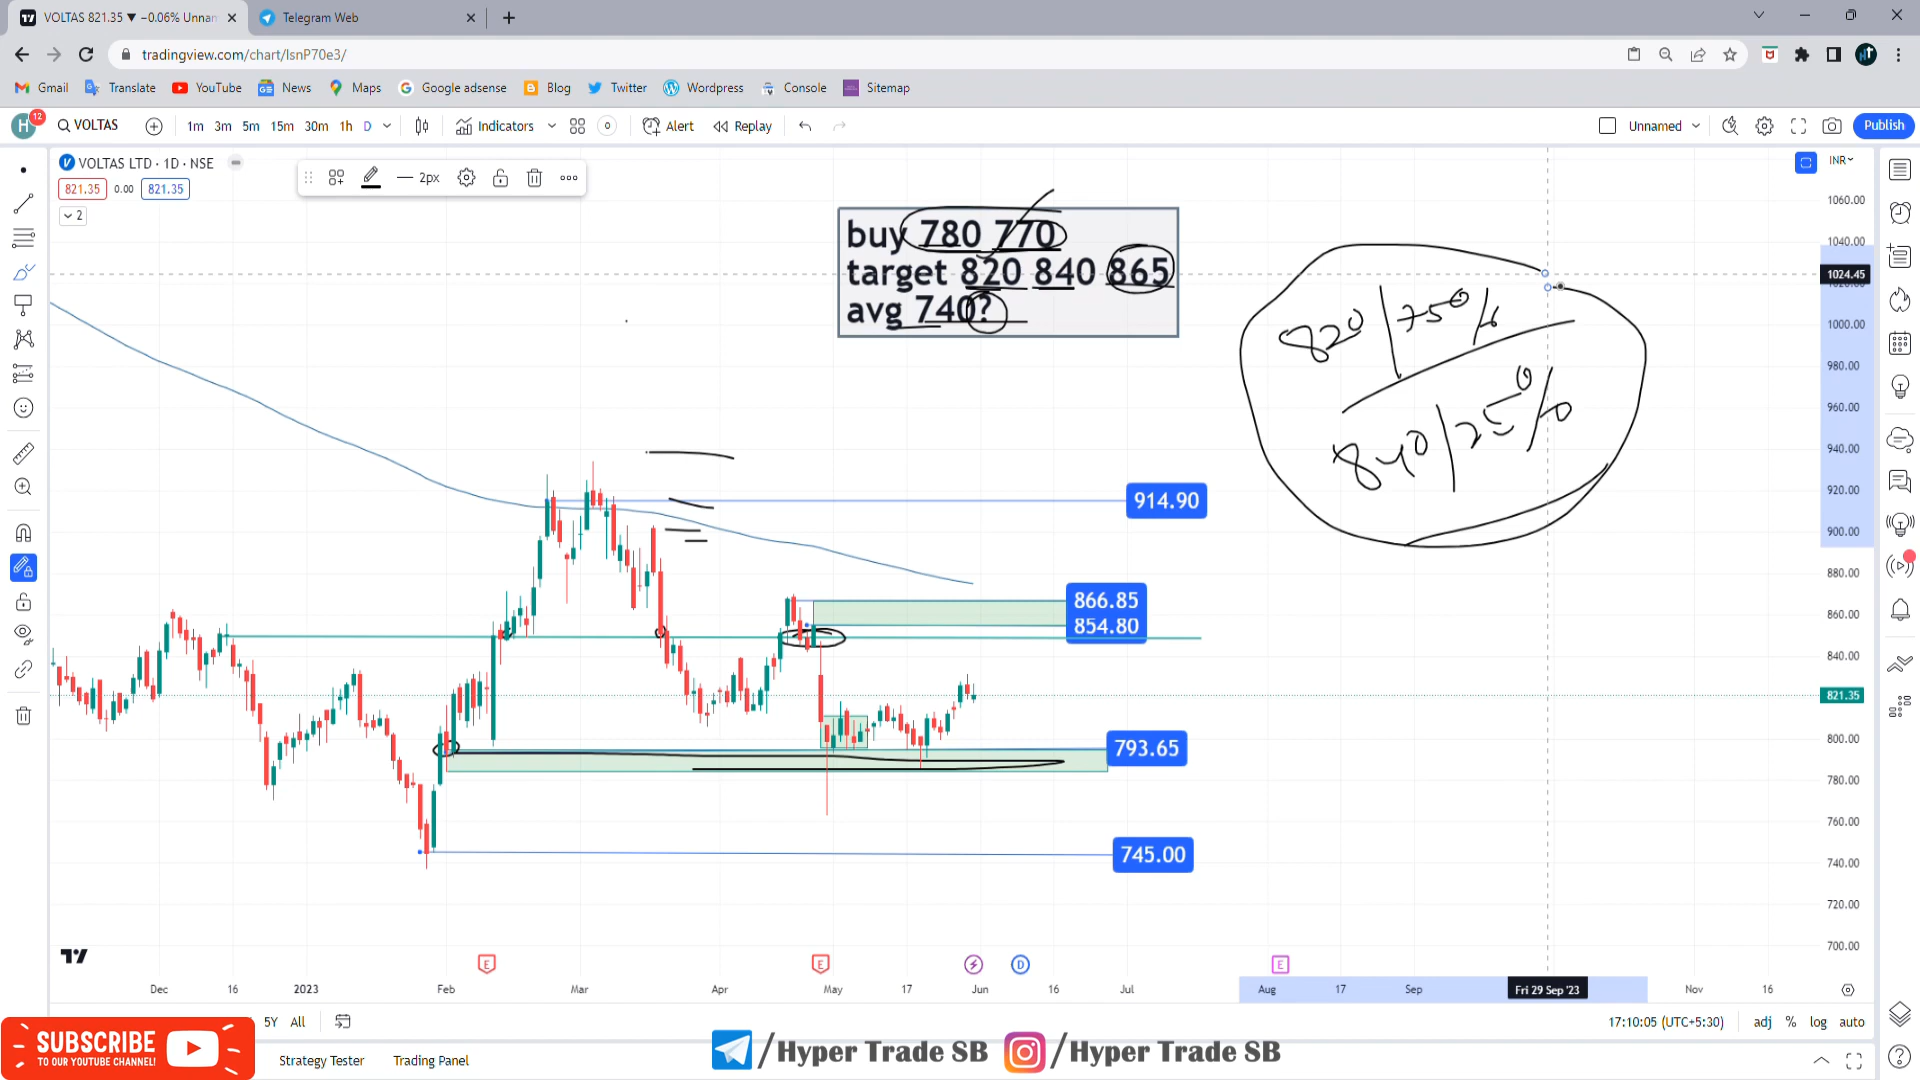 VOLTAS 821.35 ▼ −0.06% Unnar
Telegram Web
tradingview.com/chart/lsnP70e3/
Gmail Translate YouTube News Maps Google adsense Blog Twitter Wordpress Console Sitemap
H 12 VOLTAS 1m 3m 5m 15m 30m 1h D Indicators Alert Replay Unnamed Publish
VOLTAS LTD · 1D · NSE
2px
INR
821.35 0.00 821.35
2
buy 780 770
target 820 840 865
avg 740?
820 | 75%
840 | 25%
1060.00
1040.00
1024.45
1000.00
980.00
960.00
940.00
920.00
900.00
880.00
860.00
840.00
821.35
800.00
780.00
760.00
740.00
720.00
700.00
914.90
866.85
854.80
793.65
745.00
E E D E
Dec 16 2023 Feb Mar Apr May 17 Jun 16 Jul Aug 17 Sep Fri 29 Sep '23 Nov 16
5Y All 17:10:05 (UTC+5:30) adj % log auto
SUBSCRIBE
TO OUR YOUTUBE CHANNEL!
Strategy Tester Trading Panel
/Hyper Trade SB /Hyper Trade SB